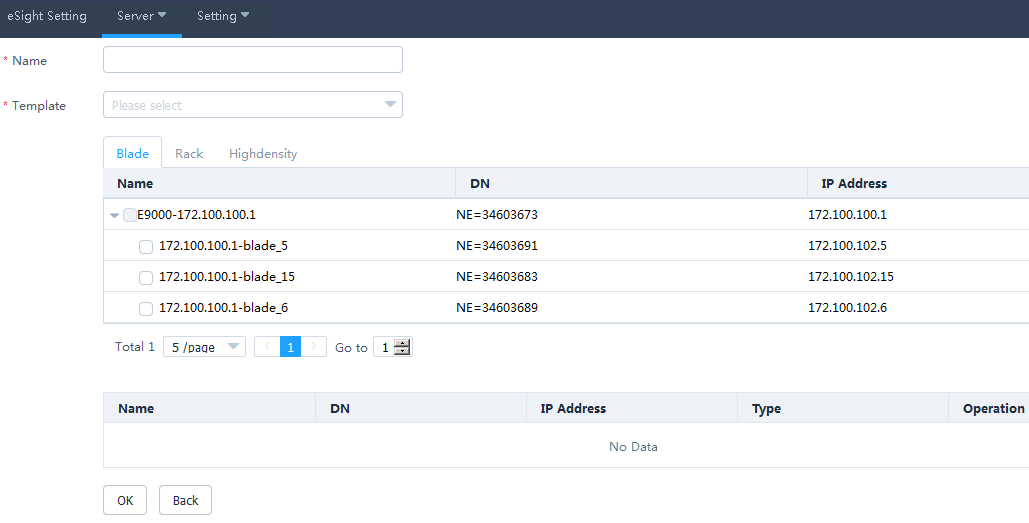 eSight Setting Server Setting
* Name
* Template Please select
Blade Rack Highdensity
Name DN IP Address
E9000-172.100.100.1 NE=34603673 172.100.100.1
172.100.100.1-blade_5 NE=34603691 172.100.102.5
172.100.100.1-blade_15 NE=34603683 172.100.102.15
172.100.100.1-blade_6 NE=34603689 172.100.102.6
Total 1 5 /page < 1 > Go to 1
Name DN IP Address Type Operation
No Data
OK Back